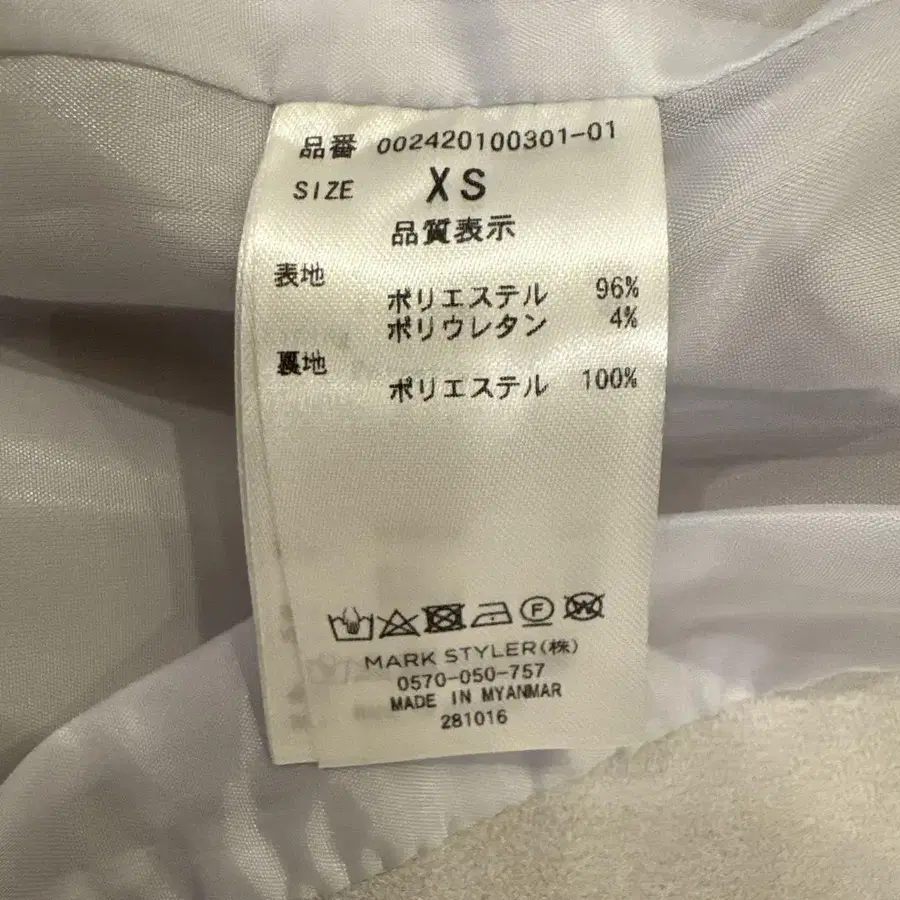 品番 002420100301-01
SIZE XS
品質表示
表地
ポリエステル 96%
ポリウレタン 4%
裏地
ポリエステル 100%
F W
MARK STYLER(株)
0570-050-757
MADE IN MYANMAR
281016